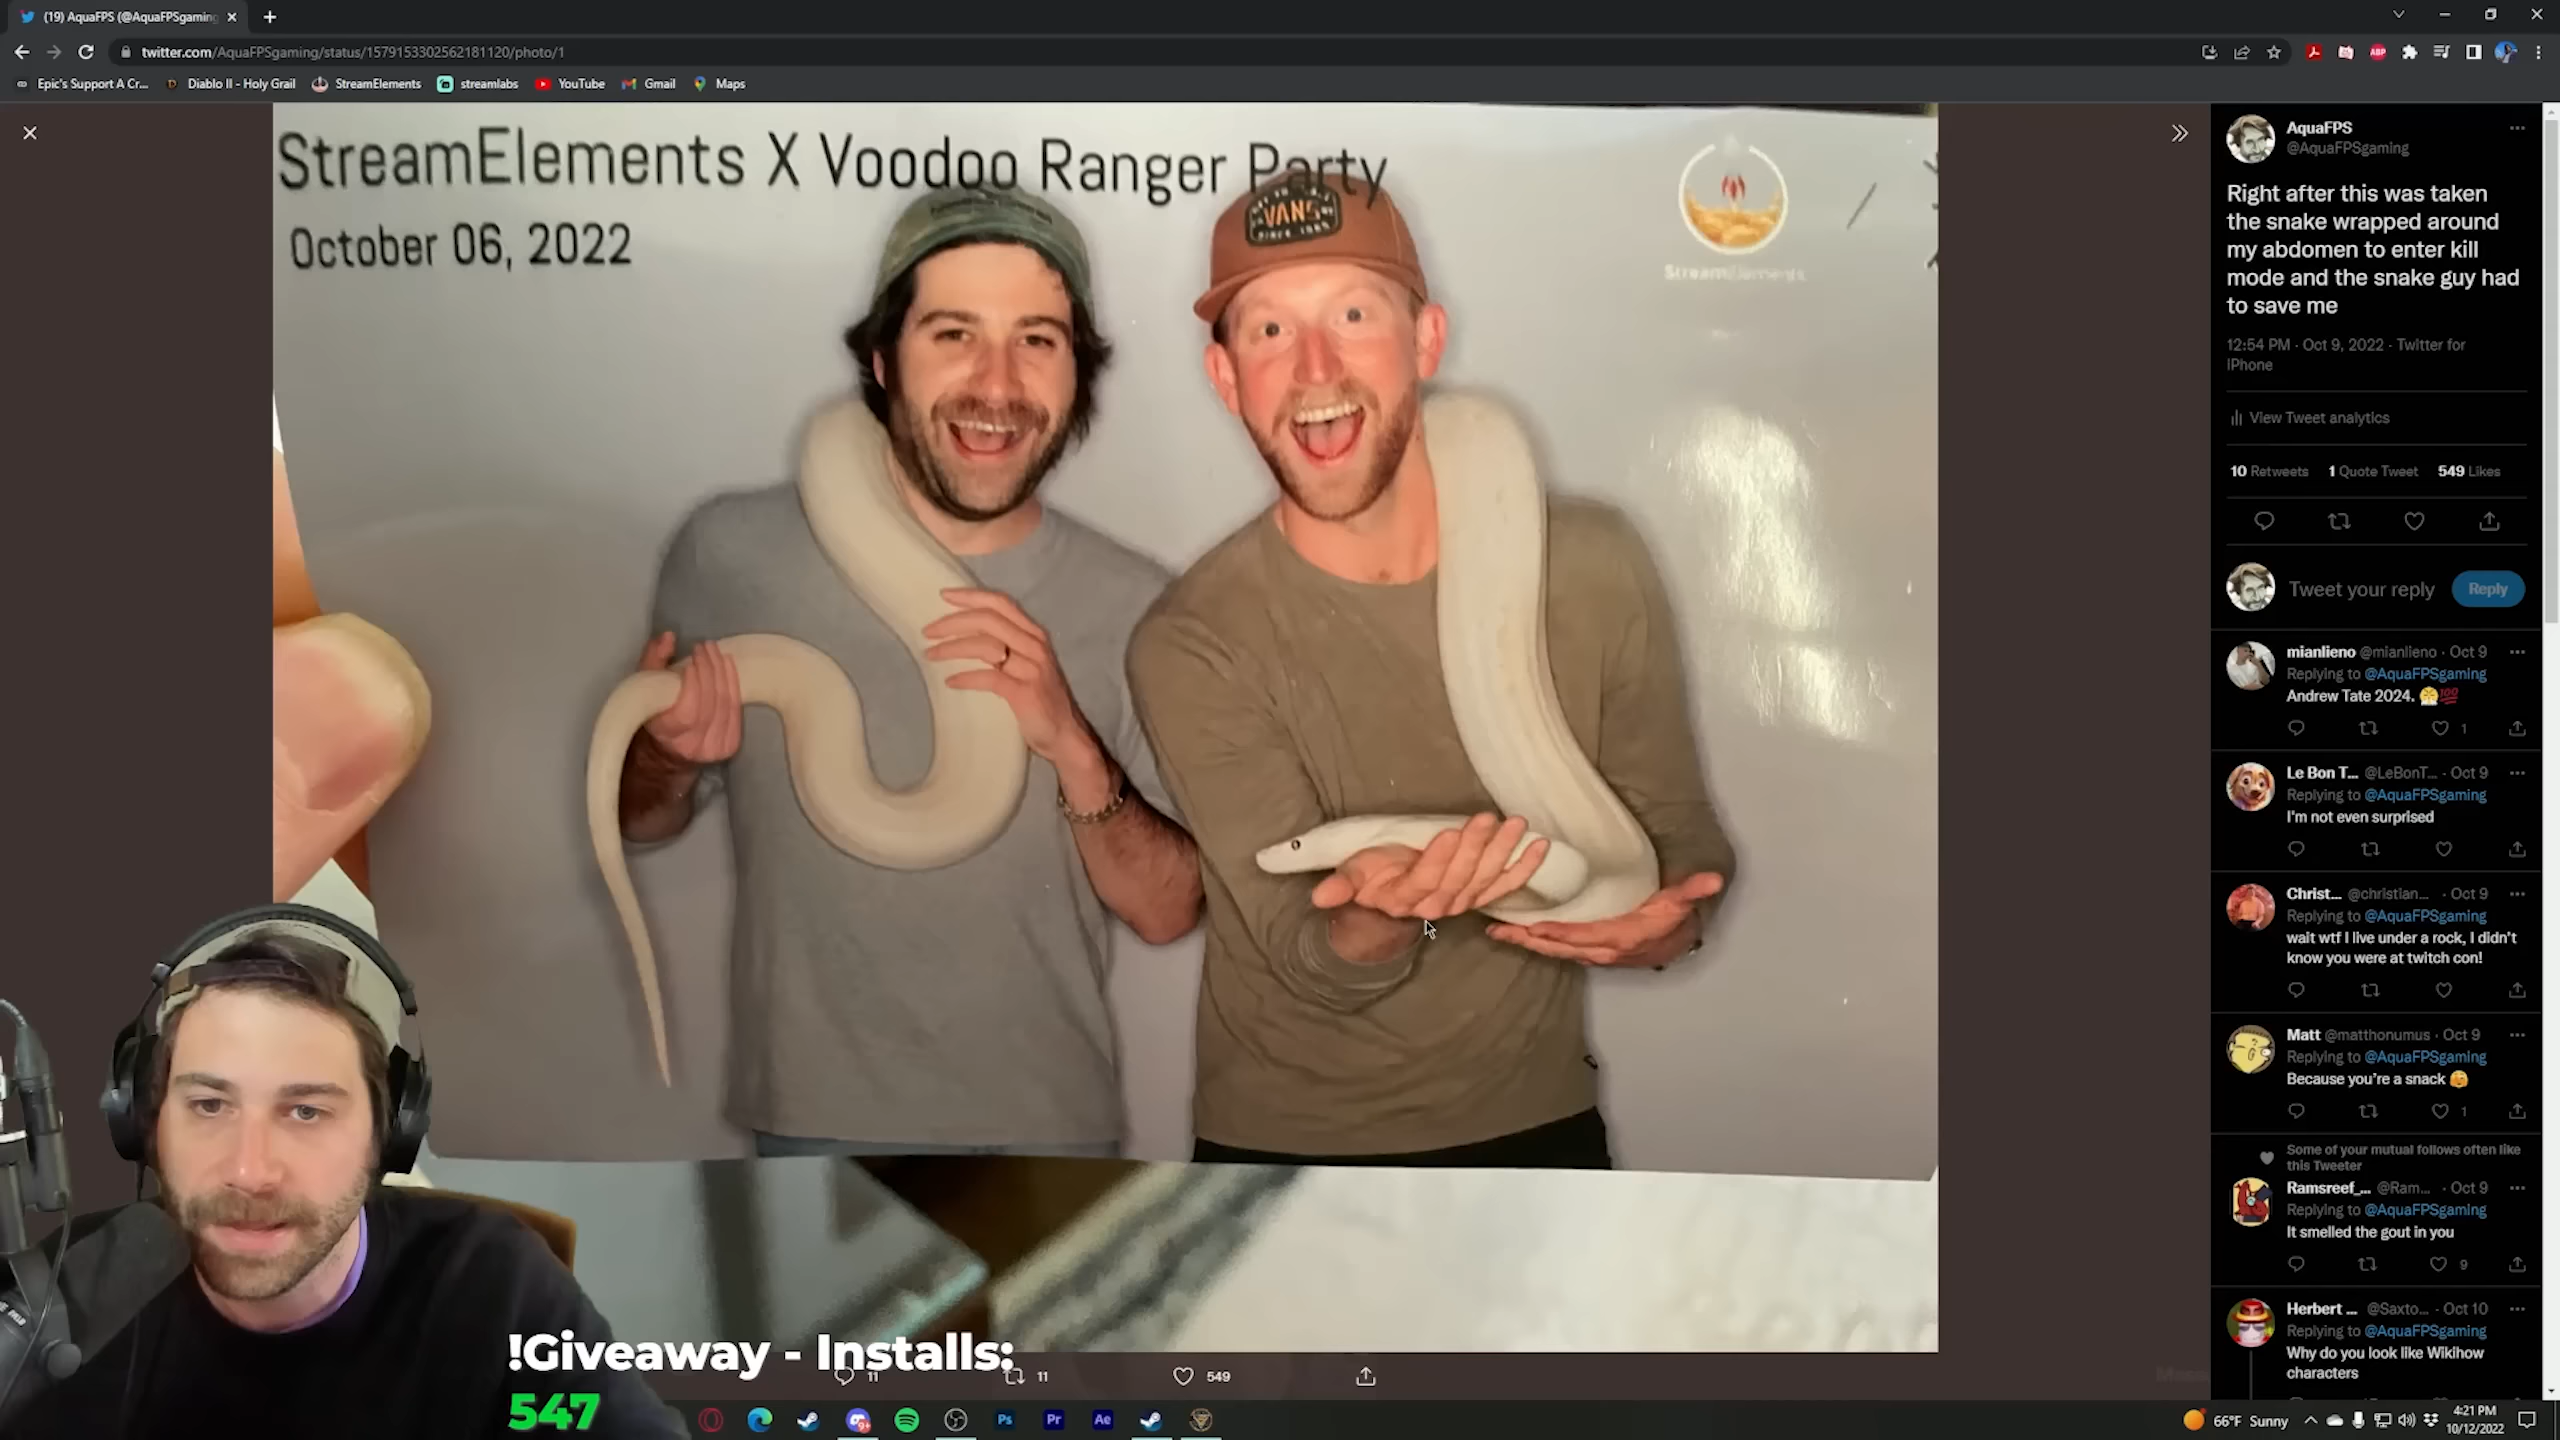 (19) AquaFPS (@AquaFPSgaming
twitter.com/AquaFPSgaming/status/1579153302562181120/photo/1
Epic's Support A Cr...
Diablo II - Holy Grail
StreamElements
streamlabs
YouTube
Gmail
Maps
StreamElements X Voodoo Ranger Party
October 06, 2022
VANS
StreamElements
AquaFPS
@AquaFPSgaming
Right after this was taken
the snake wrapped around
my abdomen to enter kill
mode and the snake guy had
to save me
12:54 PM · Oct 9, 2022 · Twitter for
iPhone
View Tweet analytics
10 Retweets 1 Quote Tweet 549 Likes
Tweet your reply
Reply
mianlieno @mianlieno · Oct 9
Replying to @AquaFPSgaming
Andrew Tate 2024. 😤💯
1
Le Bon T... @LeBonT... · Oct 9
Replying to @AquaFPSgaming
I'm not even surprised
Christ... @christian... · Oct 9
Replying to @AquaFPSgaming
wait wtf I live under a rock, I didn't
know you were at twitch con!
Matt @matthonumus · Oct 9
Replying to @AquaFPSgaming
Because you're a snack
1
Some of your mutual follows often like
this Tweeter
Ramsreef_... @Ram... · Oct 9
Replying to @AquaFPSgaming
It smelled the gout in you
9
Herbert ... @Saxto... · Oct 10
Replying to @AquaFPSgaming
Why do you look like Wikihow
characters
!Giveaway - Installs:
547
11
11
549
Ps
Pr
Ae
66°F Sunny
4:21 PM
10/12/2022